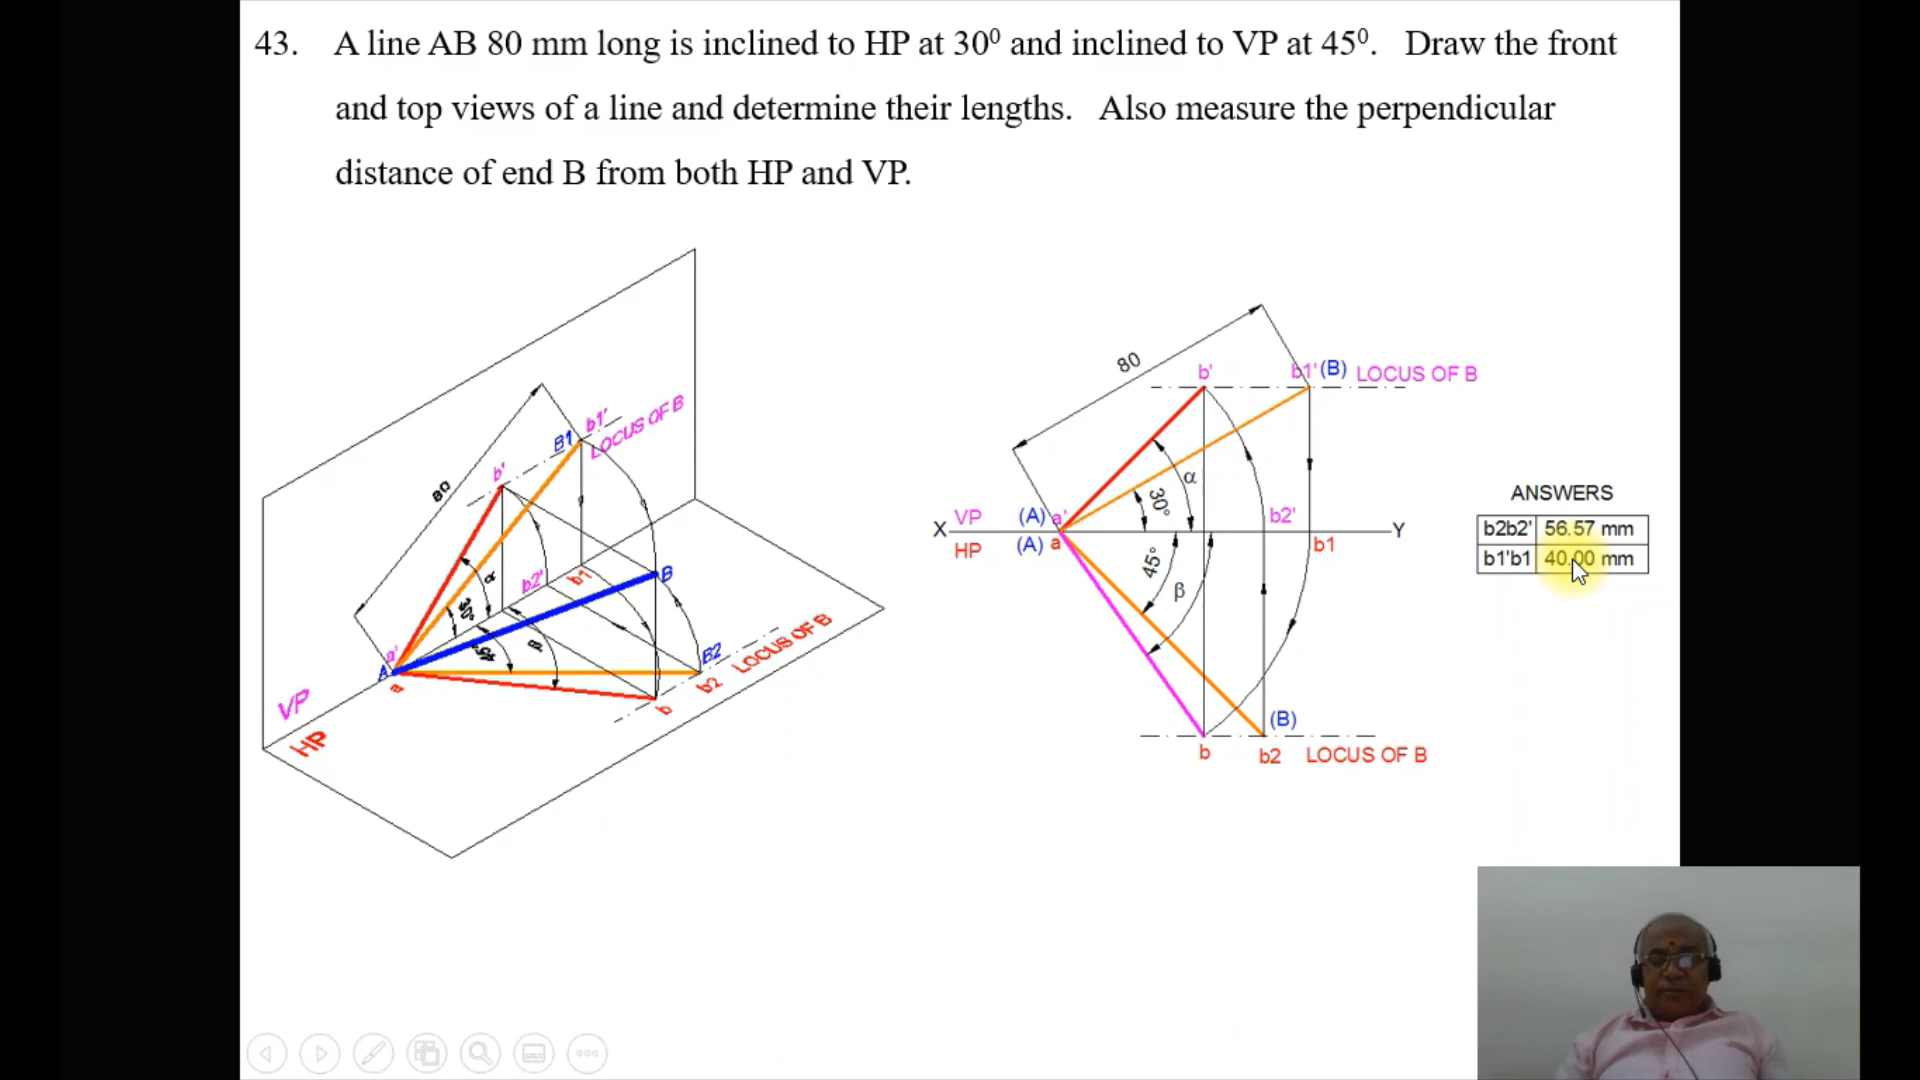 43. A line AB 80 mm long is inclined to HP at 30⁰ and inclined to VP at 45⁰. Draw the front
and top views of a line and determine their lengths. Also measure the perpendicular
distance of end B from both HP and VP.
80
b1'
B1
LOCUS OF B
b'
α
30°
b2'
b1
B
45°
β
a'
A
a
B2
b2
LOCUS OF B
b
VP
HP
80
b'
b1'(B) LOCUS OF B
α
30°
X VP (A) a' b2' Y
HP (A) a b1
45°
β
(B)
b b2 LOCUS OF B
ANSWERS
b2b2' 56.57 mm
b1'b1 40.00 mm